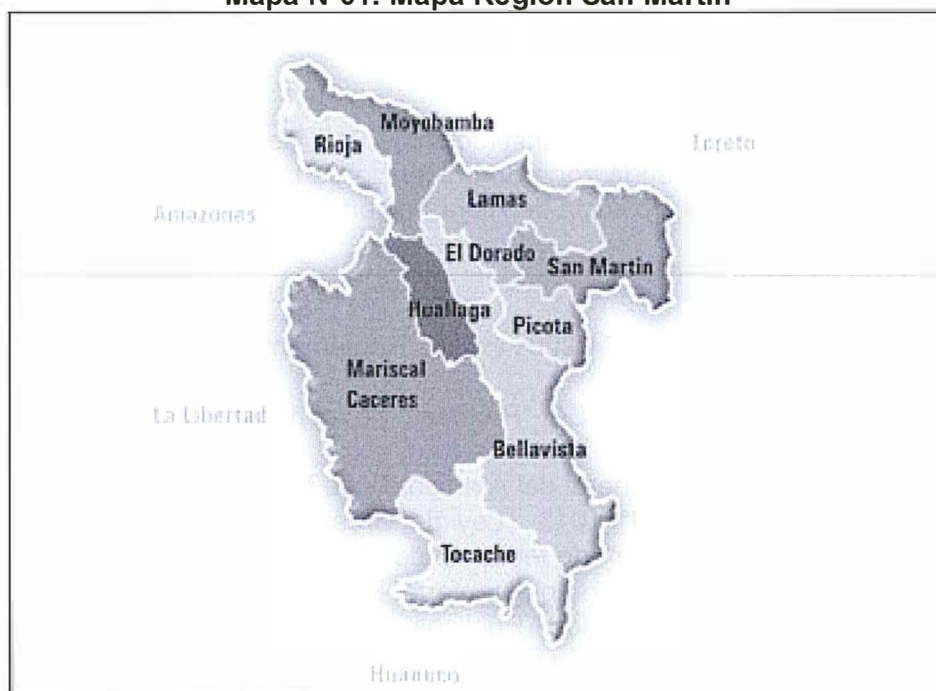 Mapa N°01: Mapa Región San Martín
Moyobamba
Rioja
Loreto
Lamas
Amazonas
El Dorado
San Martin
Huallaga
Picota
Mariscal
Caceres
La Libertad
Bellavista
Tocache
Huanuco